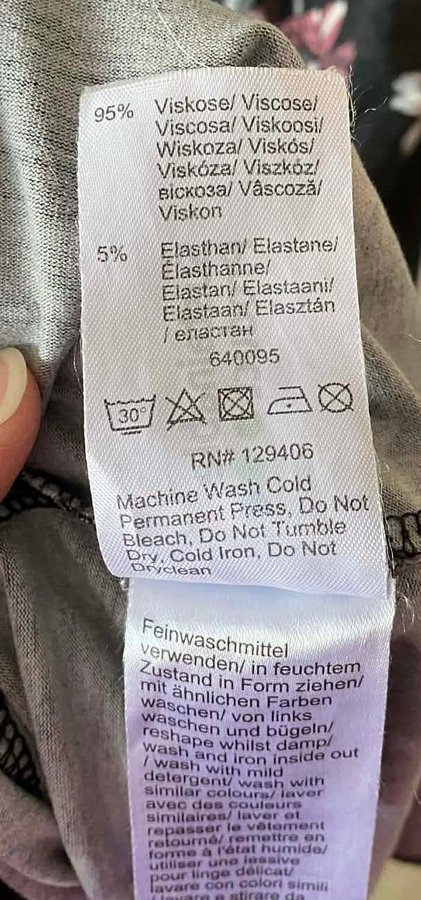 95% Viskose/ Viscose/
Viscosa/ Viskoosi/
Wiskoza/ Viskós/
Viskóza/ Viszkóz/
віскоза/ Vâscoză/
Viskon
5% Elasthan/ Elastane/
Élasthanne/
Elastan/ Elastaani/
Elastaan/ Elasztán
/ еластан
640095
30°
RN# 129406
Machine Wash Cold
Permanent Press, Do Not
Bleach, Do Not Tumble
Dry, Cold Iron, Do Not
Dryclean
Feinwaschmittel
verwenden/ in feuchtem
Zustand in Form ziehen/
mit ähnlichen Farben
waschen/ von links
waschen und bügeln/
reshape whilst damp/
wash and iron inside out
/ wash with mild
detergent/ wash with
similar colours/ laver
avec des couleurs
similaires/ laver et
repasser le vêtement
retourné/ remettre en
forme à l'état humide/
utiliser une lessive
pour linge délicat/
lavare con colori simili
/ lavare e stirare da